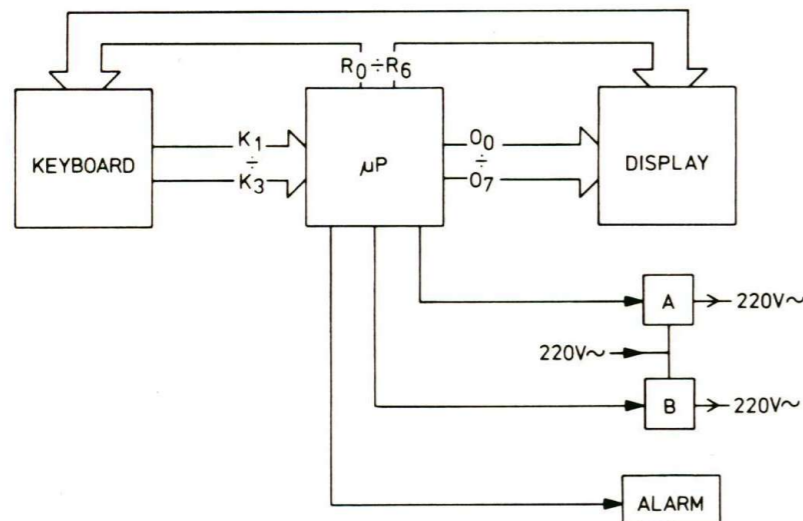 R0÷R6
KEYBOARD
K1
÷
K3
μP
O0
÷
O7
DISPLAY
A
220V~
220V~
B
220V~
ALARM